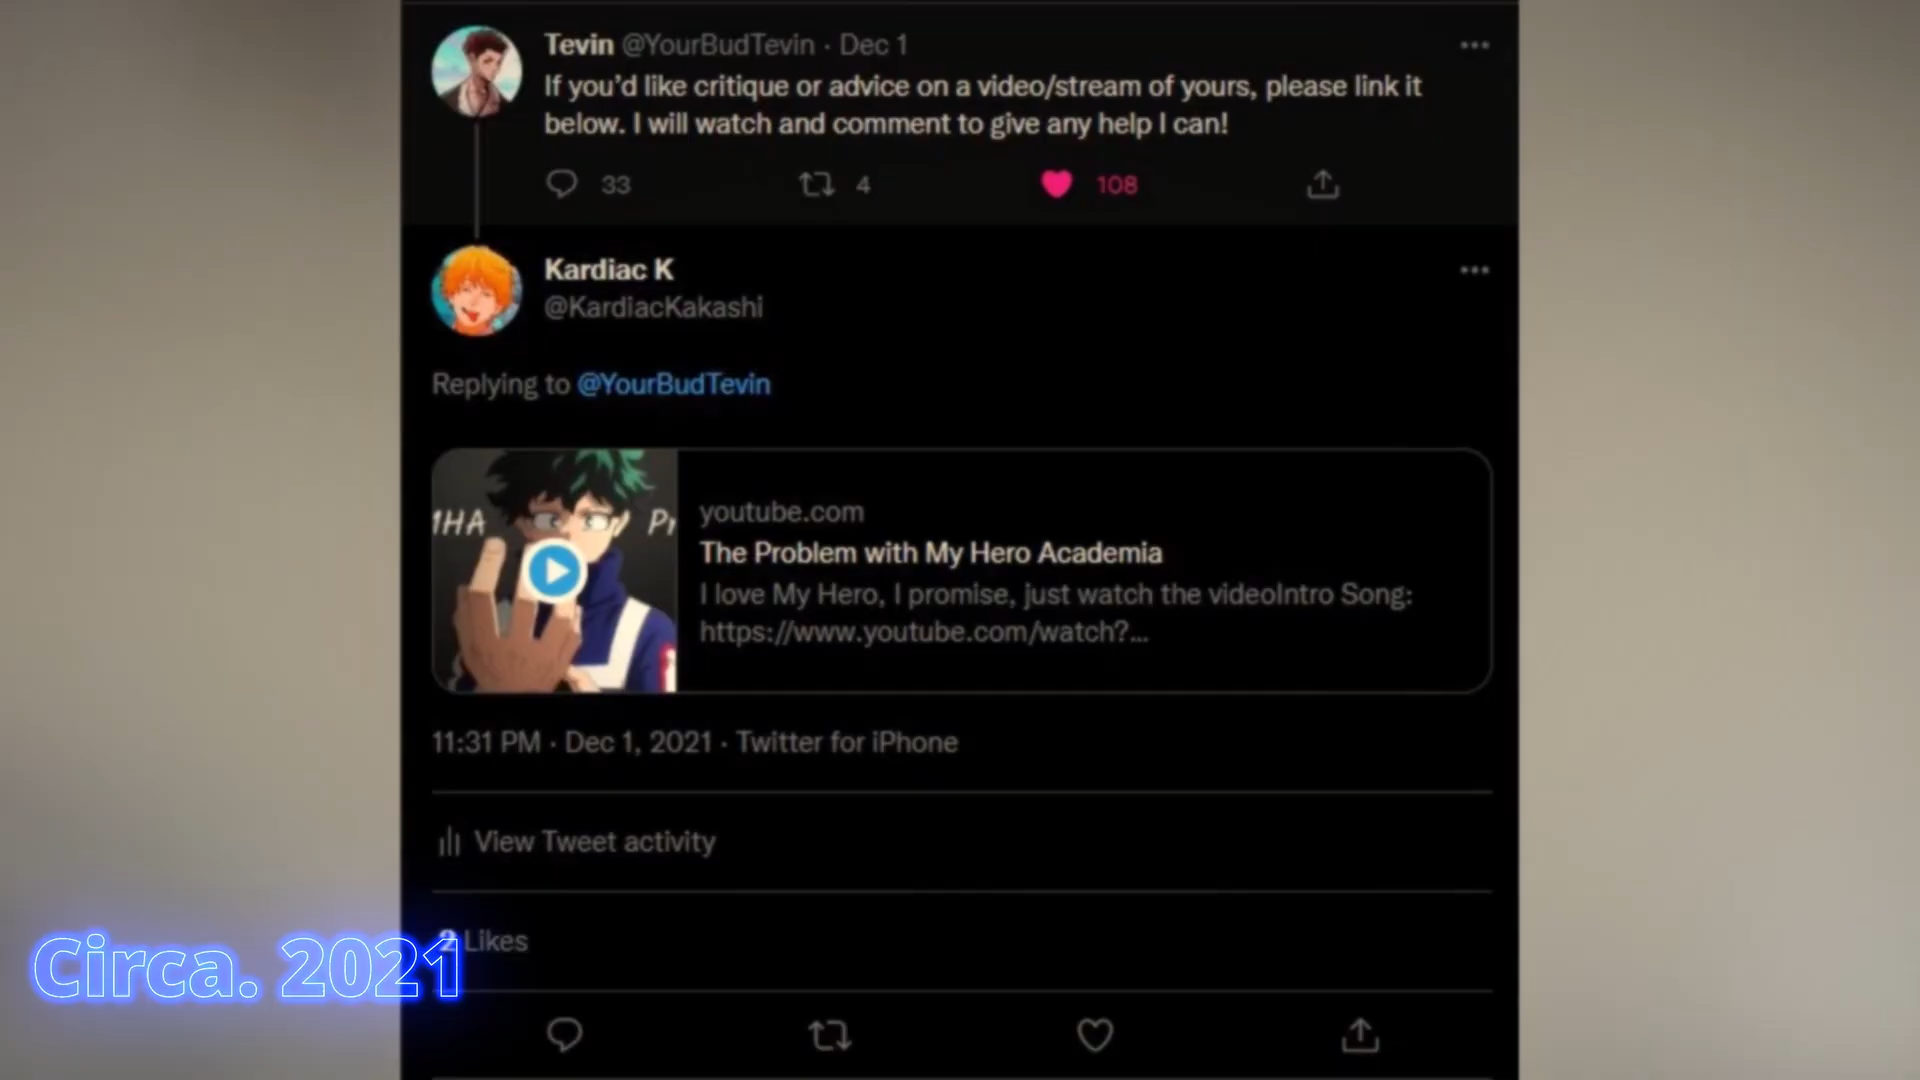 Tevin @YourBudTevin · Dec 1
If you'd like critique or advice on a video/stream of yours, please link it
below. I will watch and comment to give any help I can!
33 4 108
Kardiac K
@KardiacKakashi
Replying to @YourBudTevin
youtube.com
The Problem with My Hero Academia
I love My Hero, I promise, just watch the videoIntro Song:
https://www.youtube.com/watch?...
11:31 PM · Dec 1, 2021 · Twitter for iPhone
View Tweet activity
2 Likes
Circa. 2021